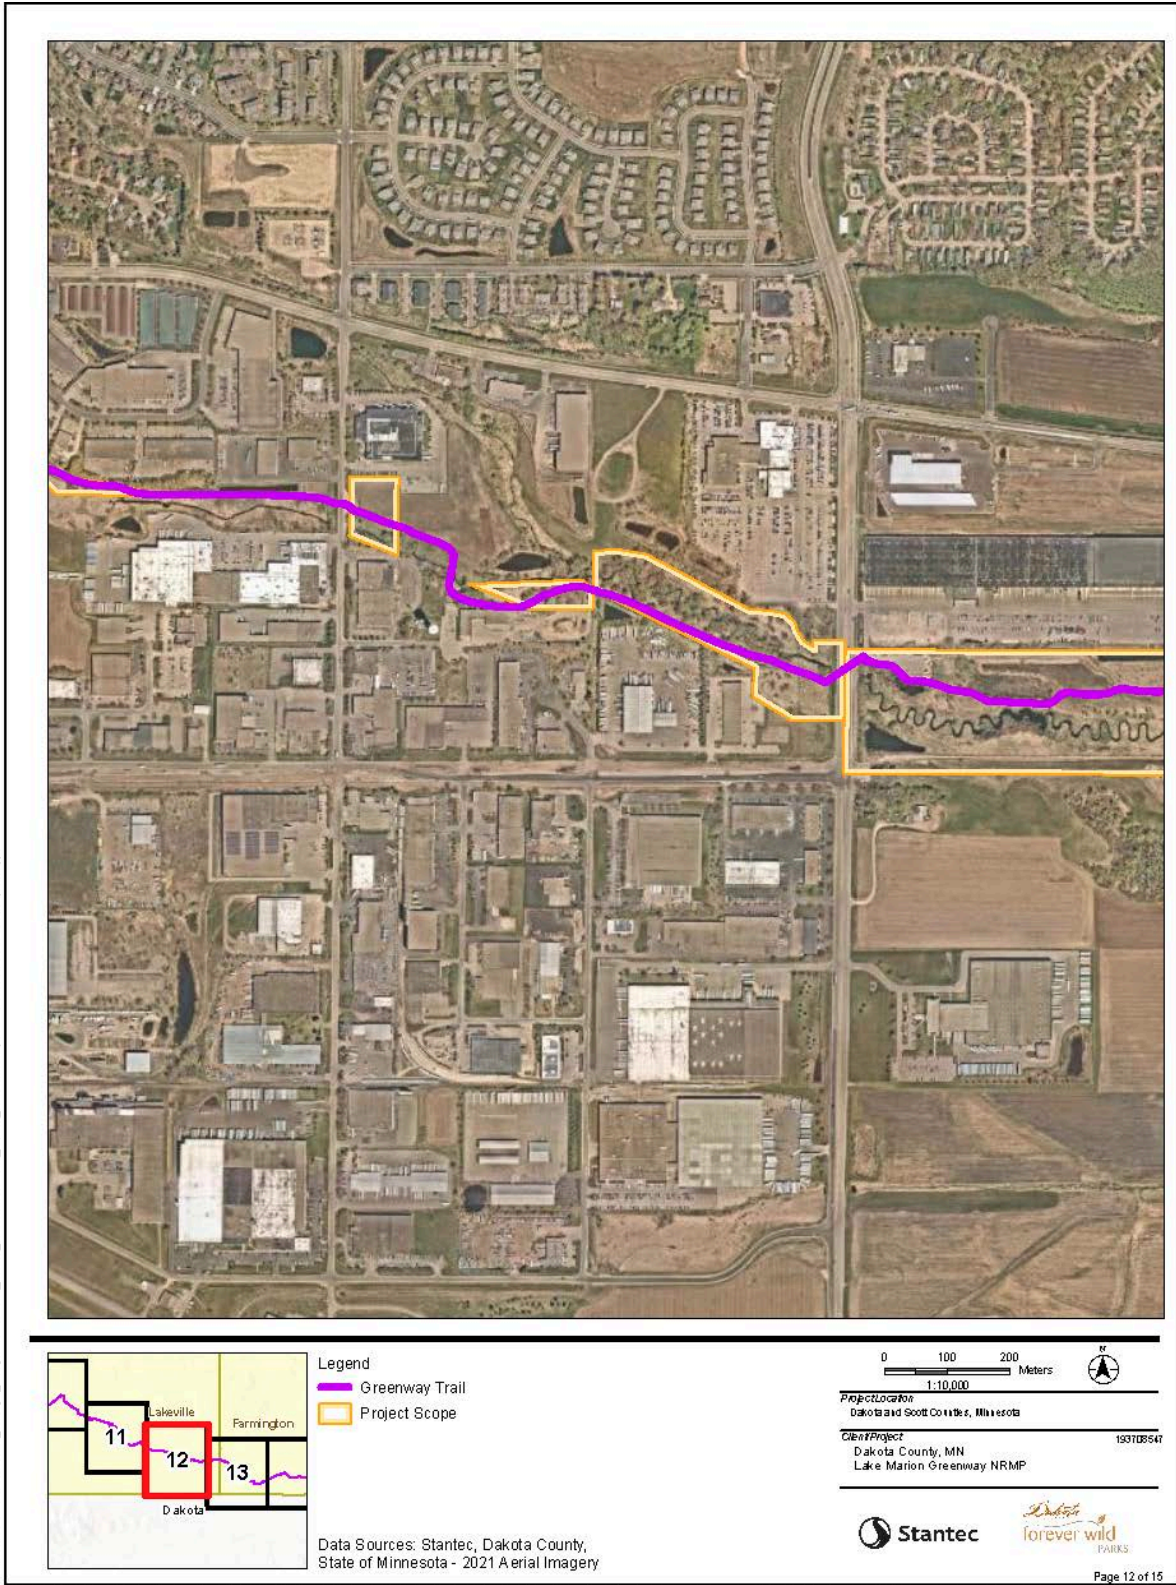 Lakeville
Farmington
11
12
13
Dakota
Legend
Greenway Trail
Project Scope
Data Sources: Stantec, Dakota County,
State of Minnesota - 2021 Aerial Imagery
0 100 200
Meters
1:10,000
N
Project Location
Dakota and Scott Counties, Minnesota
Client/Project 193708547
Dakota County, MN
Lake Marion Greenway NRMP
Stantec
Dakota
forever wild
PARKS
Page 12 of 15